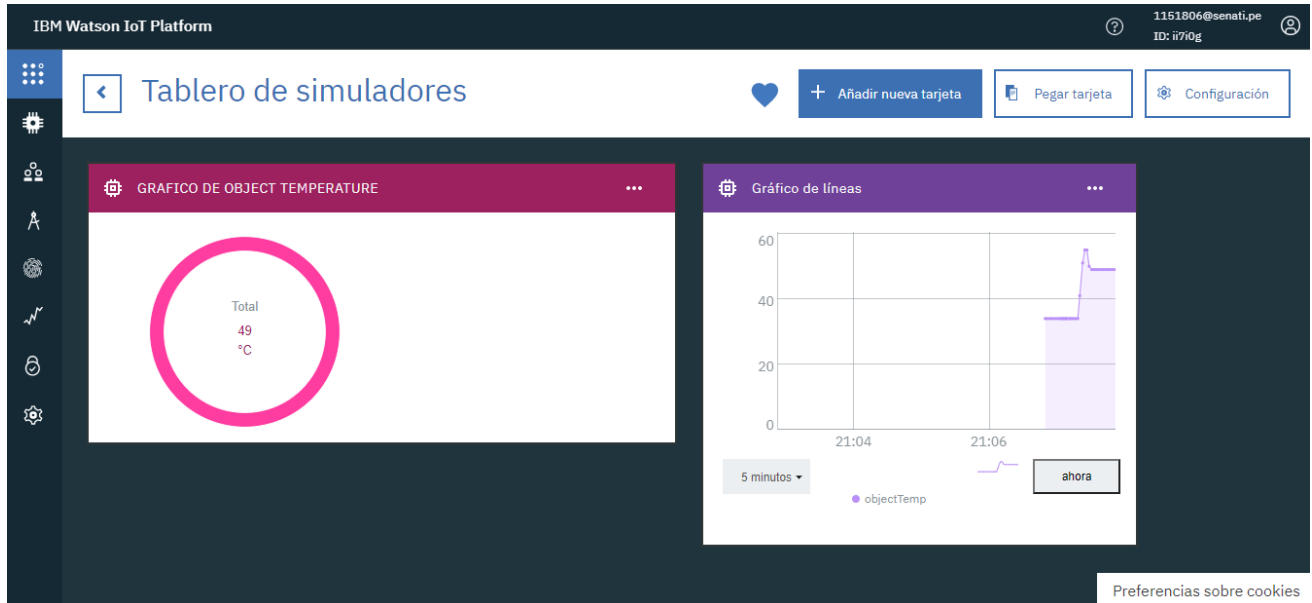 IBM Watson IoT Platform
1151806@senati.pe
ID: ii7i0g
Tablero de simuladores
Añadir nueva tarjeta
Pegar tarjeta
Configuración
GRAFICO DE OBJECT TEMPERATURE
Total
49
°C
Gráfico de líneas
60
40
20
0
21:04
21:06
5 minutos
ahora
objectTemp
Preferencias sobre cookies